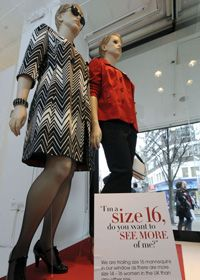 "I'm a
size 16,
do you want to
SEE MORE
of me?"
We are trialling size 16 mannequins
in our window as there are more
size 14 - 16 women in the UK than